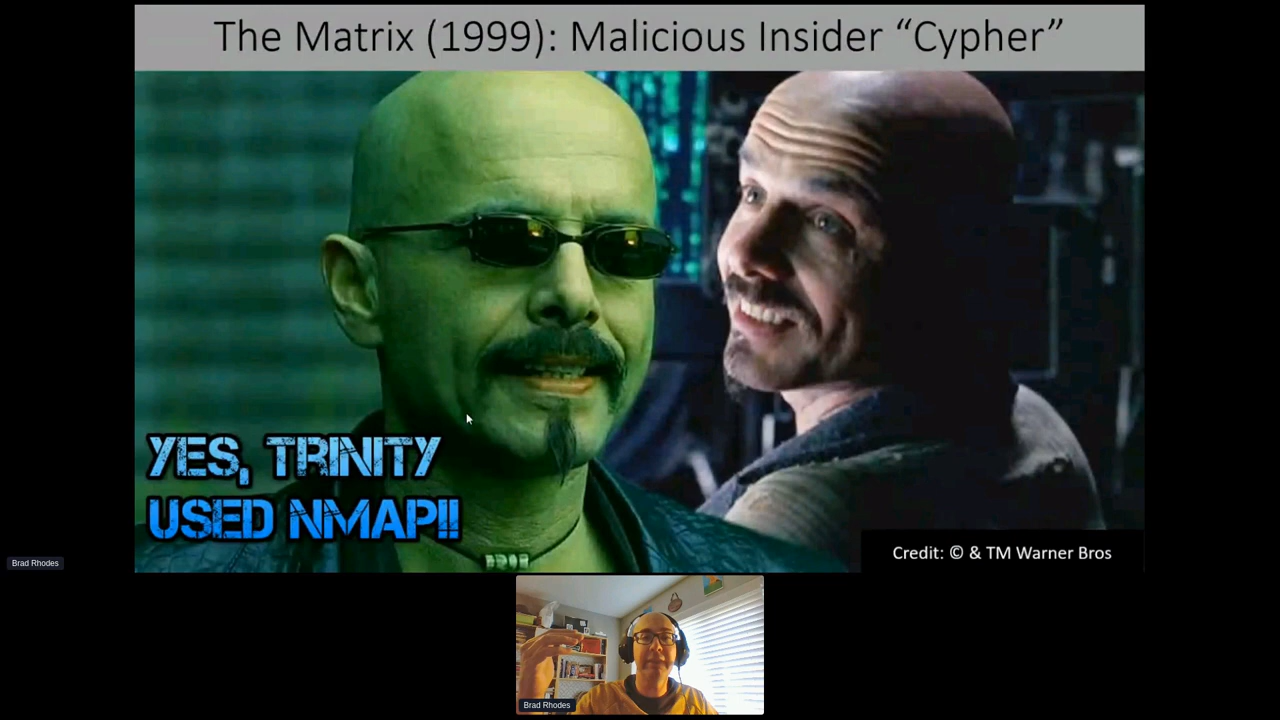 The Matrix (1999): Malicious Insider “Cypher”
YES, TRINITY
USED NMAP!!
Credit: © & TM Warner Bros
Brad Rhodes
Brad Rhodes